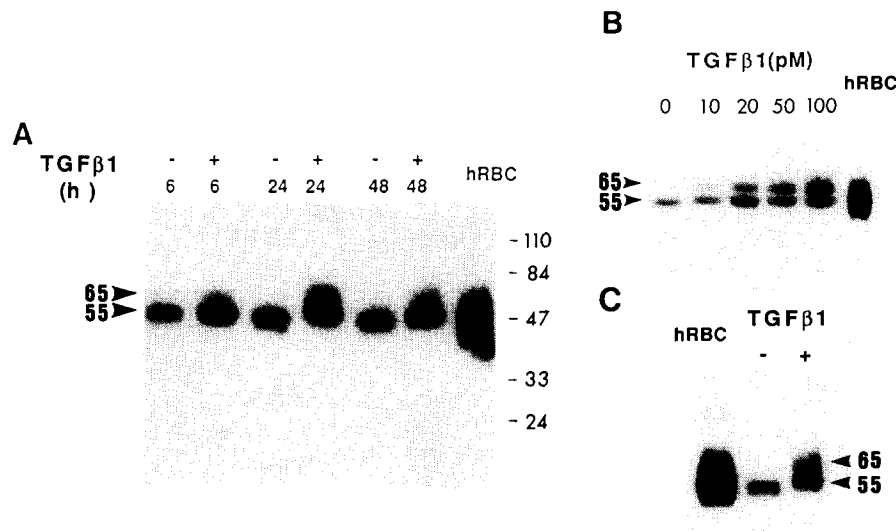 A
TGFβ1 - + - + - + hRBC
(h) 6 6 24 24 48 48
65
55
- 110
- 84
- 47
- 33
- 24
B
TGFβ1(pM)
hRBC
0 10 20 50 100
65
55
C
TGFβ1
hRBC
- +
65
55